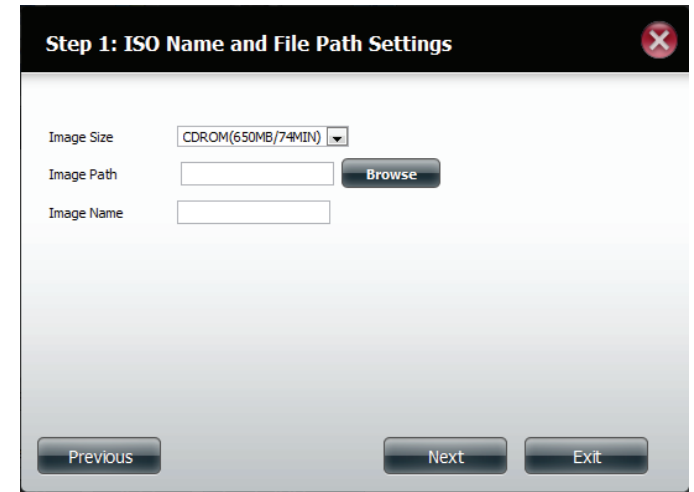 Step 1: ISO Name and File Path Settings
Image Size CDROM(650MB/74MIN)
Image Path Browse
Image Name
Previous Next Exit